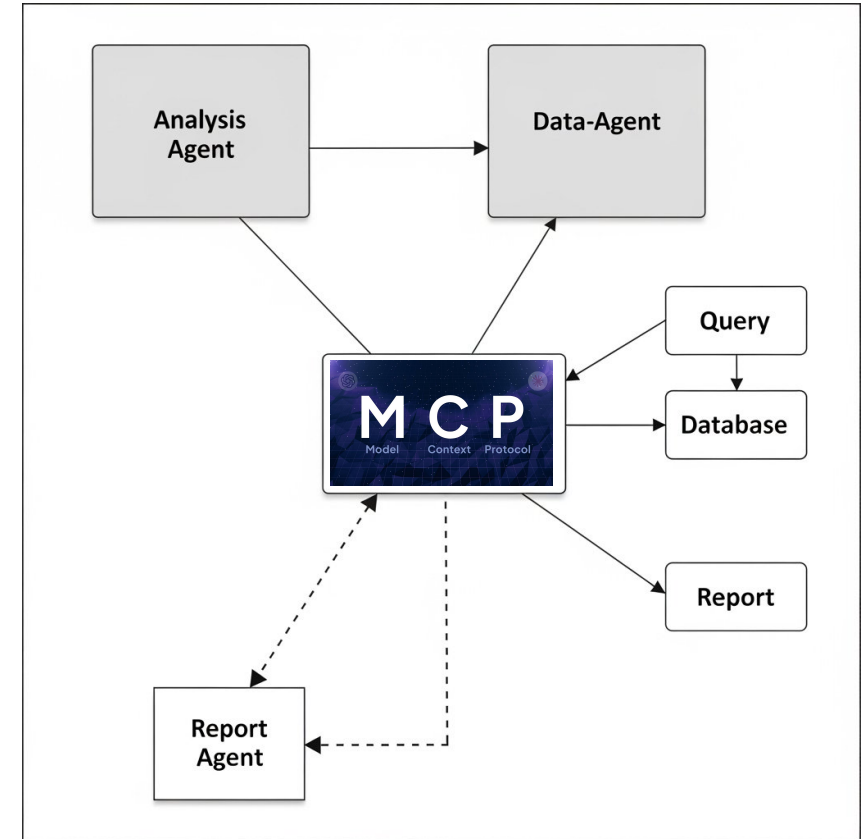 Analysis
Agent
Data-Agent
Query
M C P
Model Context Protocol
Database
Report
Report
Agent